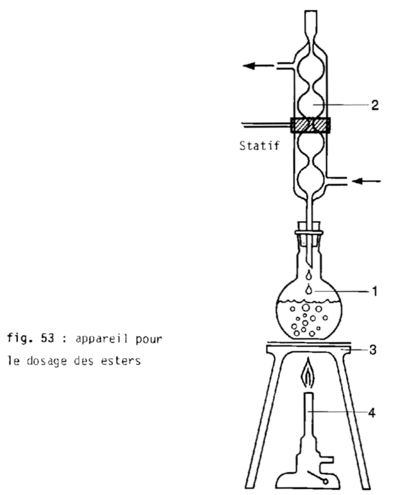 2
Statif
1
fig. 53 : appareil pour
le dosage des esters
3
4